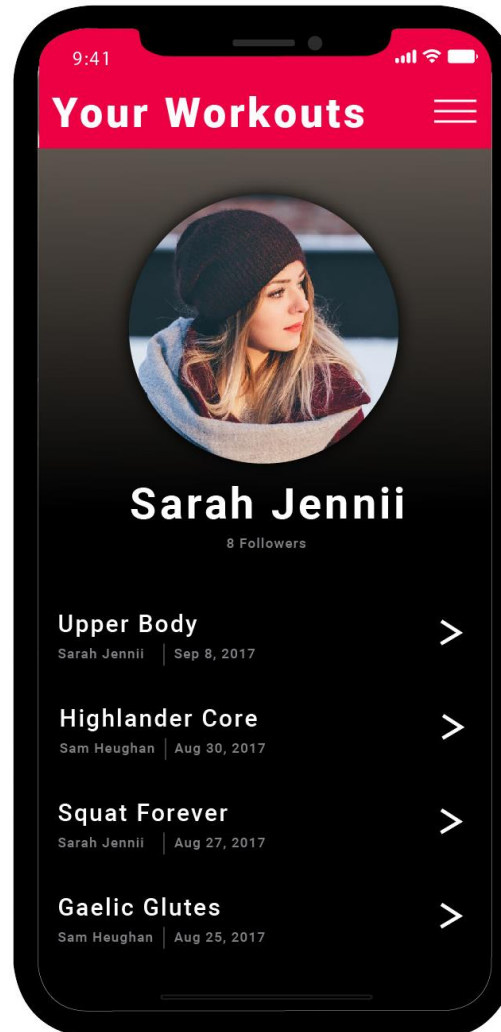 9:41
Your Workouts
Sarah Jennii
8 Followers
Upper Body
Sarah Jennii | Sep 8, 2017
Highlander Core
Sam Heughan | Aug 30, 2017
Squat Forever
Sarah Jennii | Aug 27, 2017
Gaelic Glutes
Sam Heughan | Aug 25, 2017